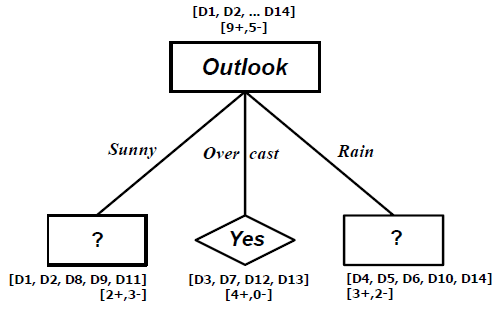 [D1, D2, ... D14]
[9+,5-]
Outlook
Sunny
Over cast
Rain
?
Yes
?
[D1, D2, D8, D9, D11]
[2+,3-]
[D3, D7, D12, D13]
[4+,0-]
[D4, D5, D6, D10, D14]
[3+,2-]